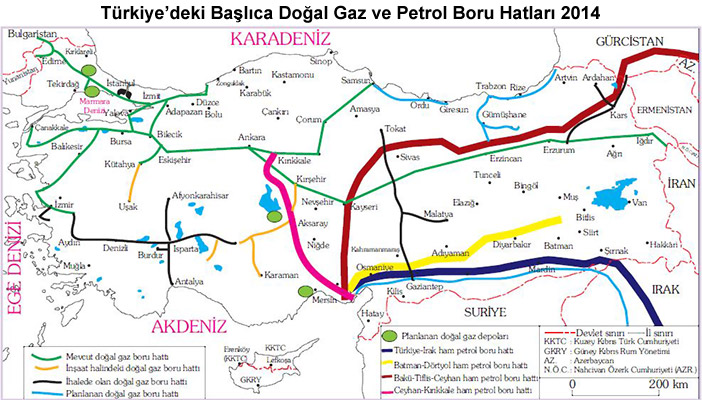 Türkiye'deki Başlıca Doğal Gaz ve Petrol Boru Hatları 2014
Bulgaristan
KARADENİZ
GÜRCİSTAN
AZ
ERMENİSTAN
İRAN
IRAK
SURİYE
AKDENİZ
EGE DENİZİ
Yunanistan
Marmara
Denizi
Kırklareli
Edirne
Tekirdağ
İstanbul
İzmit
Yalova
Adapazarı
Düzce
Bolu
Zonguldak
Bartın
Karabük
Kastamonu
Sinop
Samsun
Çankırı
Çorum
Amasya
Ordu
Giresun
Trabzon
Rize
Artvin
Ardahan
Kars
Gümüşhane
Tokat
Çanakkale
Balıkesir
Bursa
Bilecik
Eskişehir
Kütahya
Ankara
Kırıkkale
Kırşehir
Sivas
Erzincan
Erzurum
Ağrı
Iğdır
Uşak
Afyonkarahisar
Nevşehir
Kayseri
Tunceli
Bingöl
Muş
Bitlis
Van
İzmir
Aydın
Denizli
Burdur
Isparta
Aksaray
Niğde
Malatya
Elazığ
Kahramanmaraş
Adıyaman
Diyarbakır
Batman
Siirt
Şırnak
Hakkâri
Muğla
Antalya
Karaman
Mersin
Osmaniye
Gaziantep
Kilis
Mardin
Hatay
Erenköy
(KKTC)
KKTC
Lefkoşa
GKRY
Mevcut doğal gaz boru hattı
İnşaat halindeki doğal gaz boru hattı
İhalede olan doğal gaz boru hattı
Planlanan doğal gaz boru hattı
Planlanan doğal gaz depoları
Türkiye-Irak ham petrol boru hattı
Batman-Dörtyol ham petrol boru hattı
Bakü-Tiflis-Ceyhan ham petrol boru hattı
Ceyhan-Kırıkkale ham petrol boru hattı
Devlet sınırı
İl sınırı
KKTC : Kuzey Kıbrıs Türk Cumhuriyeti
GKRY : Güney Kıbrıs Rum Yönetimi
AZ. : Azerbaycan
N.Ö.C. : Nahcivan Özerk Cumhuriyeti (AZR.)
0 100 200 km